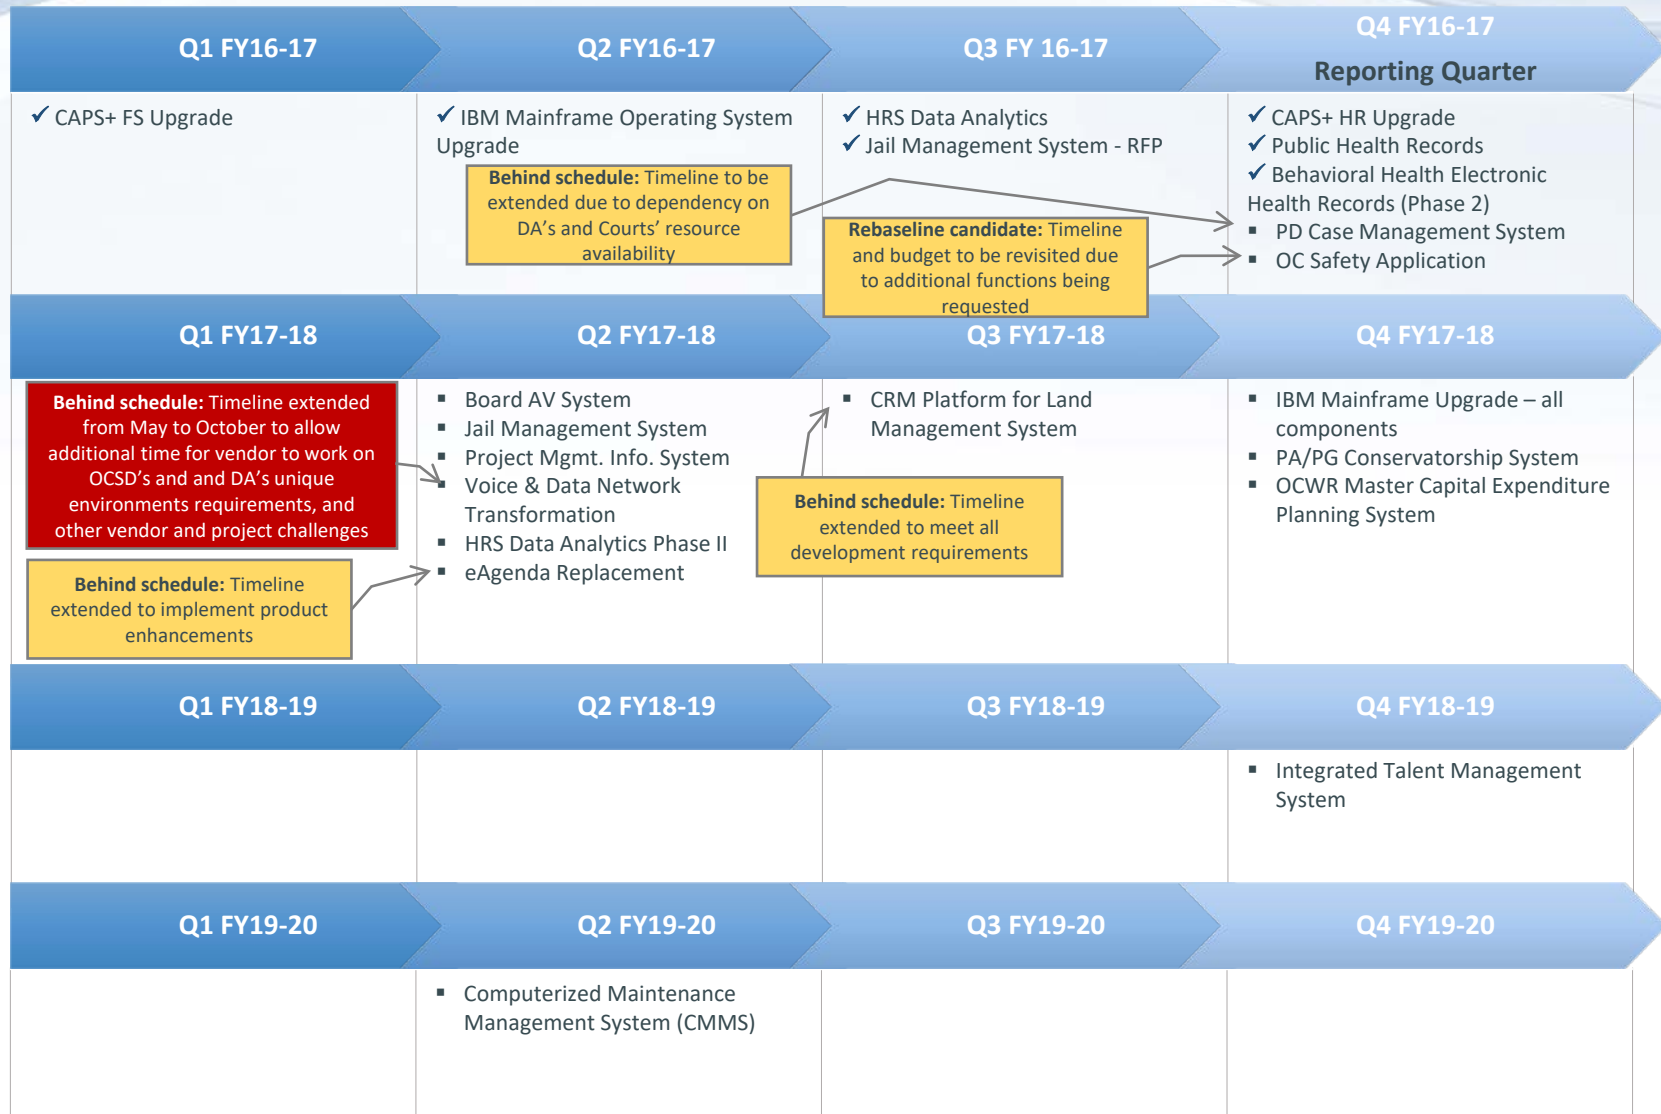 Q1 FY16-17
Q2 FY16-17
Q3 FY 16-17
Q4 FY16-17
Reporting Quarter
✓ CAPS+ FS Upgrade
✓ IBM Mainframe Operating System
Upgrade
Behind schedule: Timeline to be
extended due to dependency on
DA's and Courts' resource
availability
✓ HRS Data Analytics
✓ Jail Management System - RFP
Rebaseline candidate: Timeline
and budget to be revisited due
to additional functions being
requested
✓ CAPS+ HR Upgrade
✓ Public Health Records
✓ Behavioral Health Electronic
Health Records (Phase 2)
▪ PD Case Management System
▪ OC Safety Application
Q1 FY17-18
Q2 FY17-18
Q3 FY17-18
Q4 FY17-18
Behind schedule: Timeline extended
from May to October to allow
additional time for vendor to work on
OCSD's and and DA's unique
environments requirements, and
other vendor and project challenges
Behind schedule: Timeline
extended to implement product
enhancements
▪ Board AV System
▪ Jail Management System
▪ Project Mgmt. Info. System
▪ Voice & Data Network
Transformation
▪ HRS Data Analytics Phase II
▪ eAgenda Replacement
▪ CRM Platform for Land
Management System
Behind schedule: Timeline
extended to meet all
development requirements
▪ IBM Mainframe Upgrade – all
components
▪ PA/PG Conservatorship System
▪ OCWR Master Capital Expenditure
Planning System
Q1 FY18-19
Q2 FY18-19
Q3 FY18-19
Q4 FY18-19
▪ Integrated Talent Management
System
Q1 FY19-20
Q2 FY19-20
Q3 FY19-20
Q4 FY19-20
▪ Computerized Maintenance
Management System (CMMS)